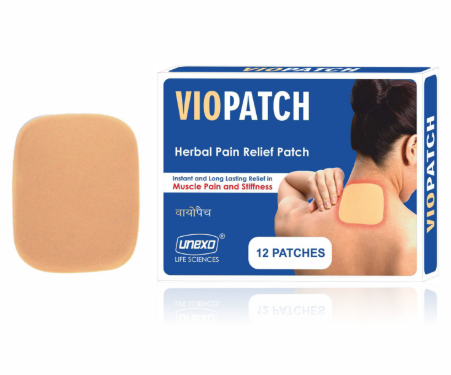 VIOPATCH
VIOPATCH
Herbal Pain Relief Patch
Instant and Long Lasting Relief in
Muscle Pain and Stiffness
वायोपैच
unexo®
LIFE SCIENCES
12 PATCHES
VIOPATCH